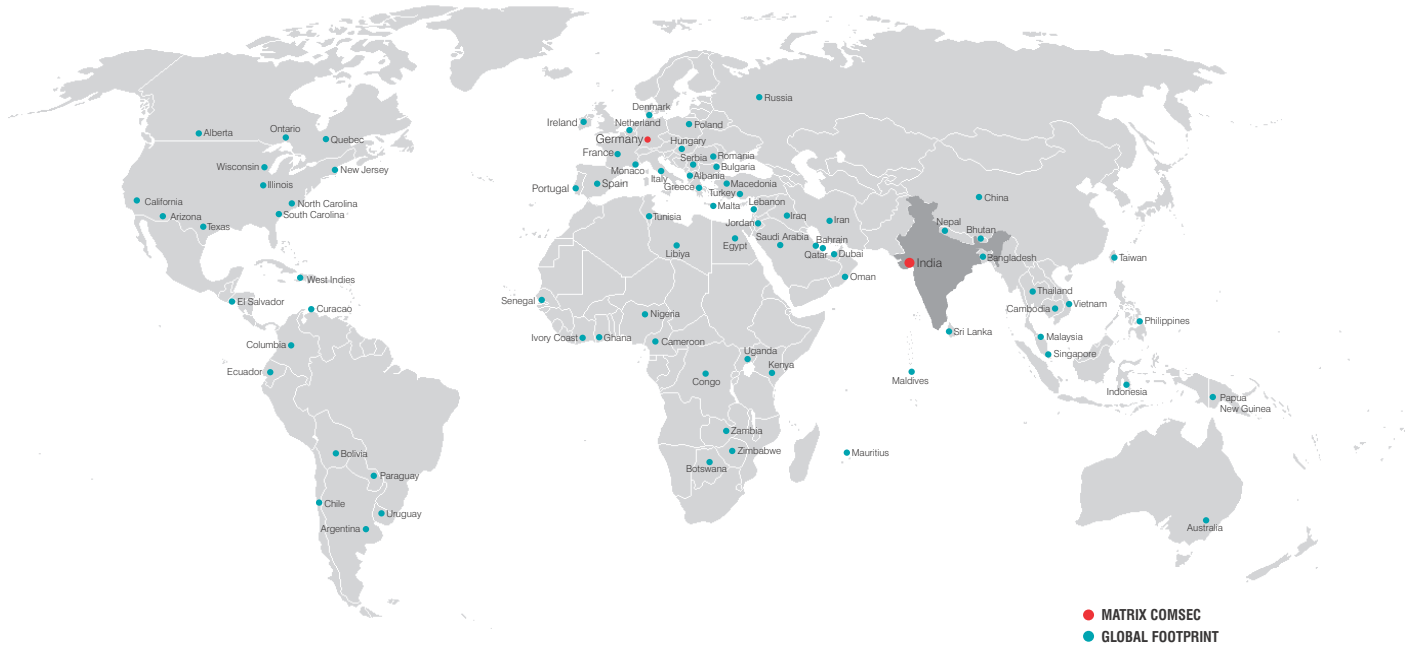 Russia
Denmark
Ireland
Netherland
Poland
Alberta
Ontario
Quebec
Germany
Hungary
France
Serbia
Romania
Wisconsin
New Jersey
Monaco
Italy
Bulgaria
Albania
Illinois
Portugal
Spain
Greece
Macedonia
Turkey
California
North Carolina
Malta
Lebanon
China
Arizona
South Carolina
Tunisia
Jordan
Iraq
Iran
Texas
Nepal
Bhutan
Libiya
Egypt
Saudi Arabia
Bahrain
Qatar
Dubai
India
Bangladesh
Taiwan
West Indies
Oman
El Salvador
Curacao
Senegal
Thailand
Cambodia
Vietnam
Nigeria
Philippines
Columbia
Ivory Coast
Ghana
Cameroon
Sri Lanka
Malaysia
Uganda
Singapore
Ecuador
Kenya
Congo
Maldives
Indonesia
Papua
New Guinea
Zambia
Bolivia
Zimbabwe
Mauritius
Botswana
Paraguay
Chile
Uruguay
Argentina
Australia
MATRIX COMSEC
GLOBAL FOOTPRINT